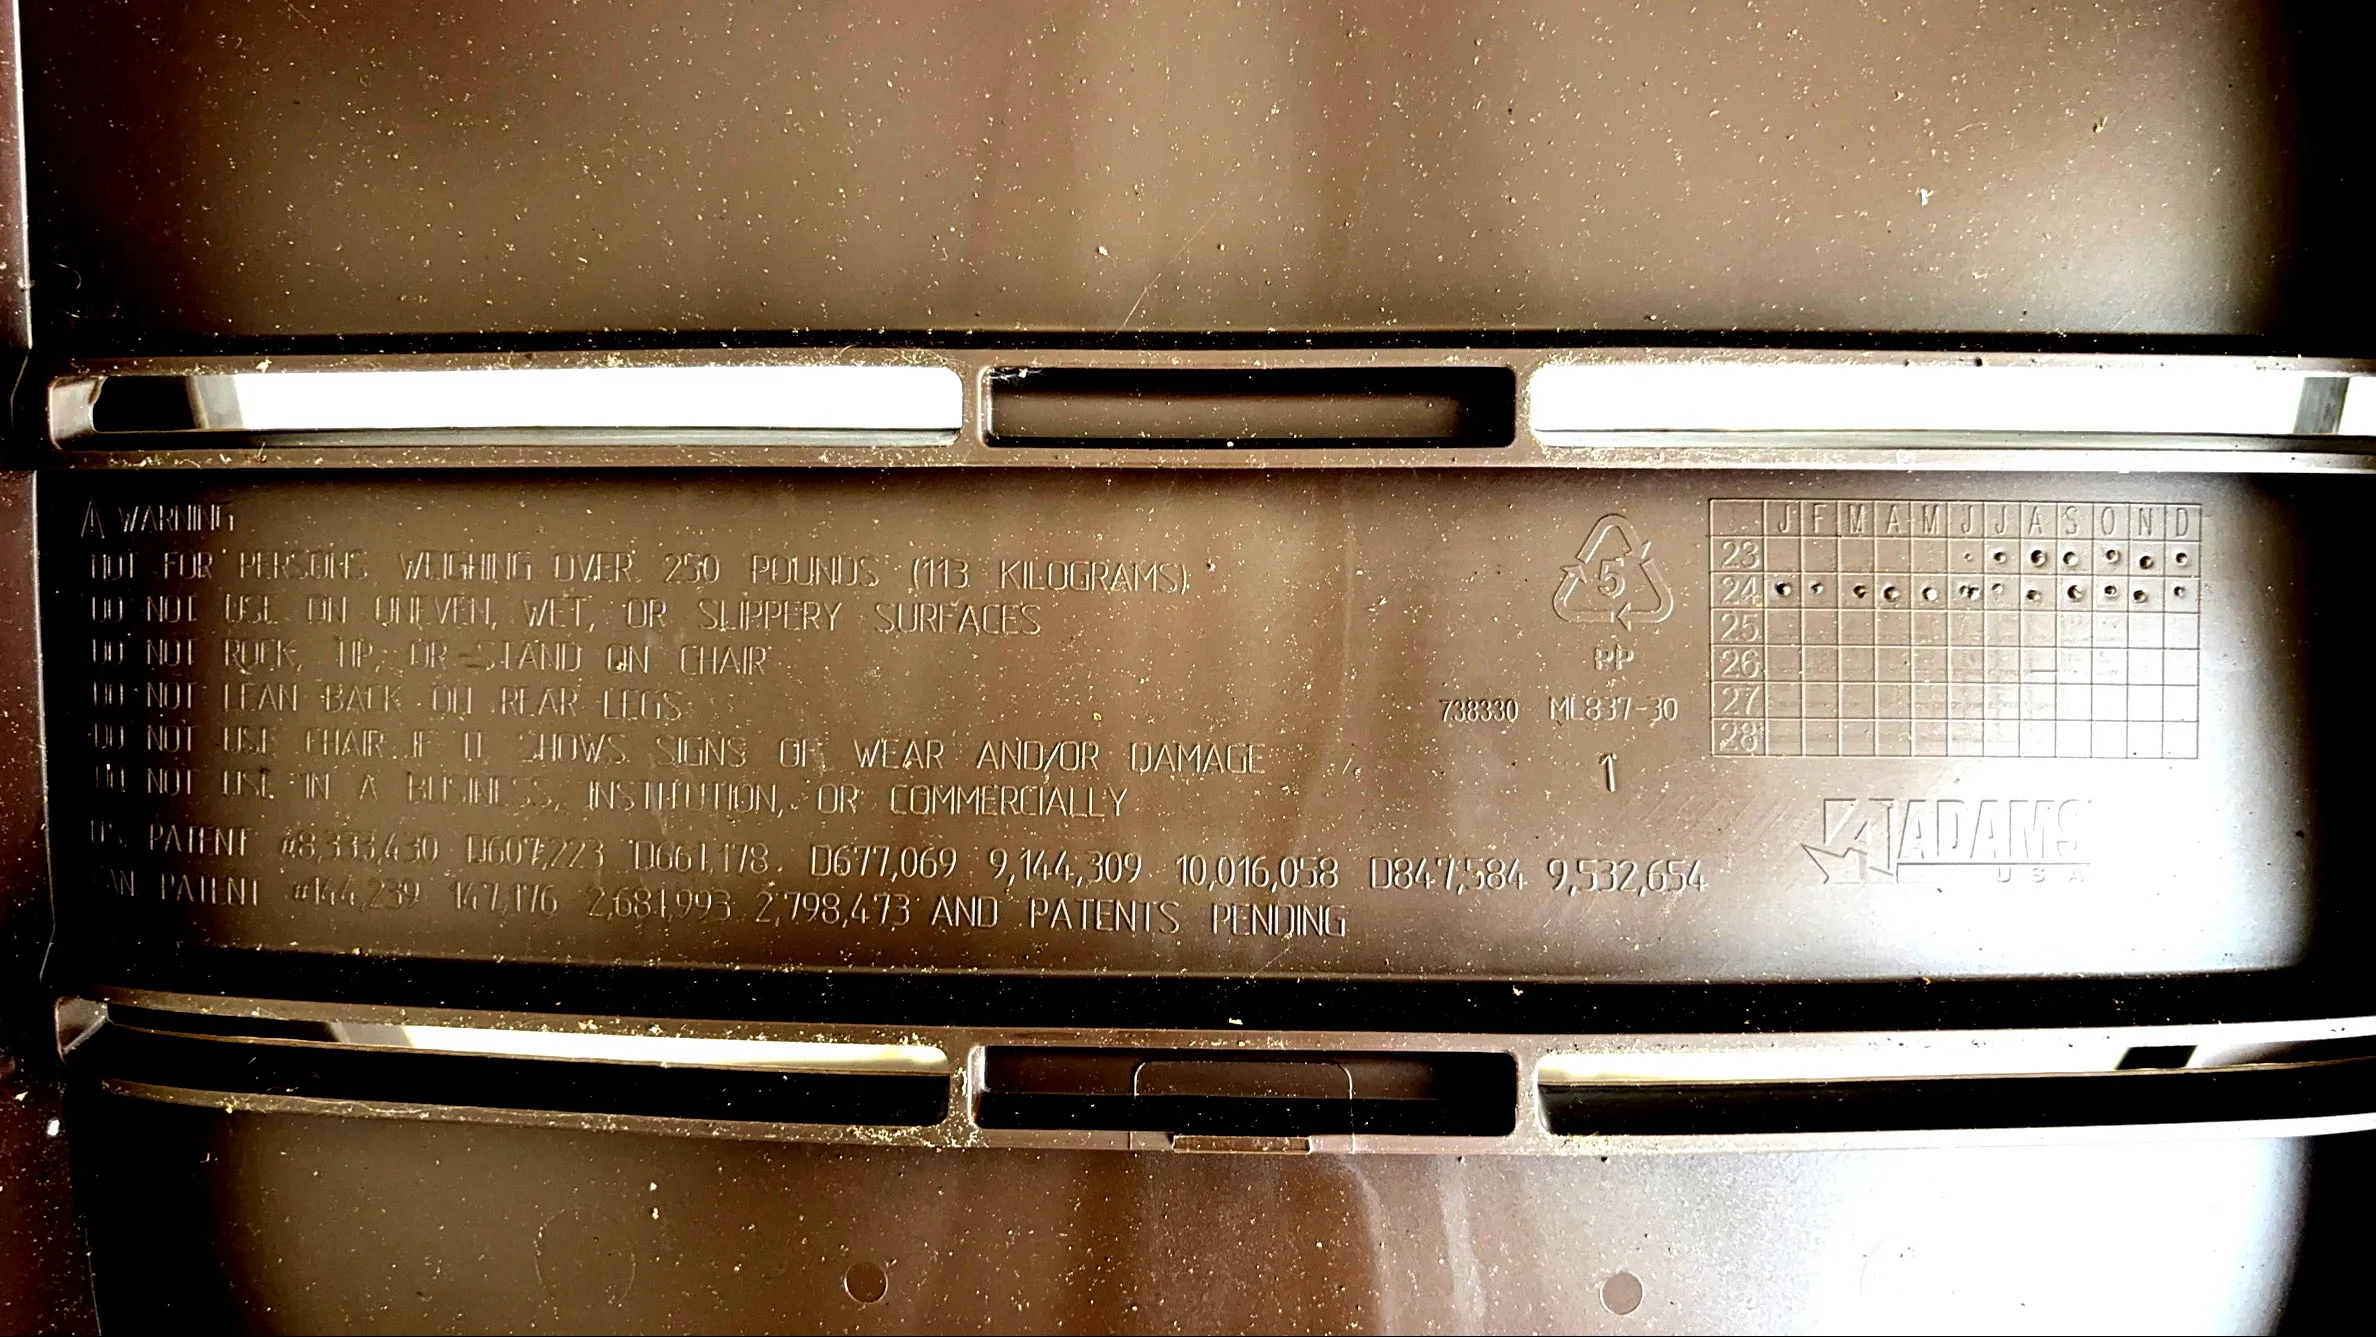 ⚠ WARNING
NOT FOR PERSONS WEIGHING OVER 250 POUNDS (113 KILOGRAMS)
DO NOT USE ON UNEVEN, WET, OR SLIPPERY SURFACES
DO NOT ROCK, TIP, OR STAND ON CHAIR
DO NOT LEAN BACK ON REAR LEGS
DO NOT USE CHAIR IF IT SHOWS SIGNS OF WEAR AND/OR DAMAGE
DO NOT USE IN A BUSINESS, INSTITUTION, OR COMMERCIALLY
US PATENT #8,333,430 D607,223 D661,178 D677,069 9,144,309 10,016,058 D847,584 9,532,654
CAN PATENT #144,239 147,176 2,681,993 2,798,473 AND PATENTS PENDING
5
PP
738330 ML837-30
1
J F M A M J J A S O N D
23
24
25
26
27
28
ADAMS
USA